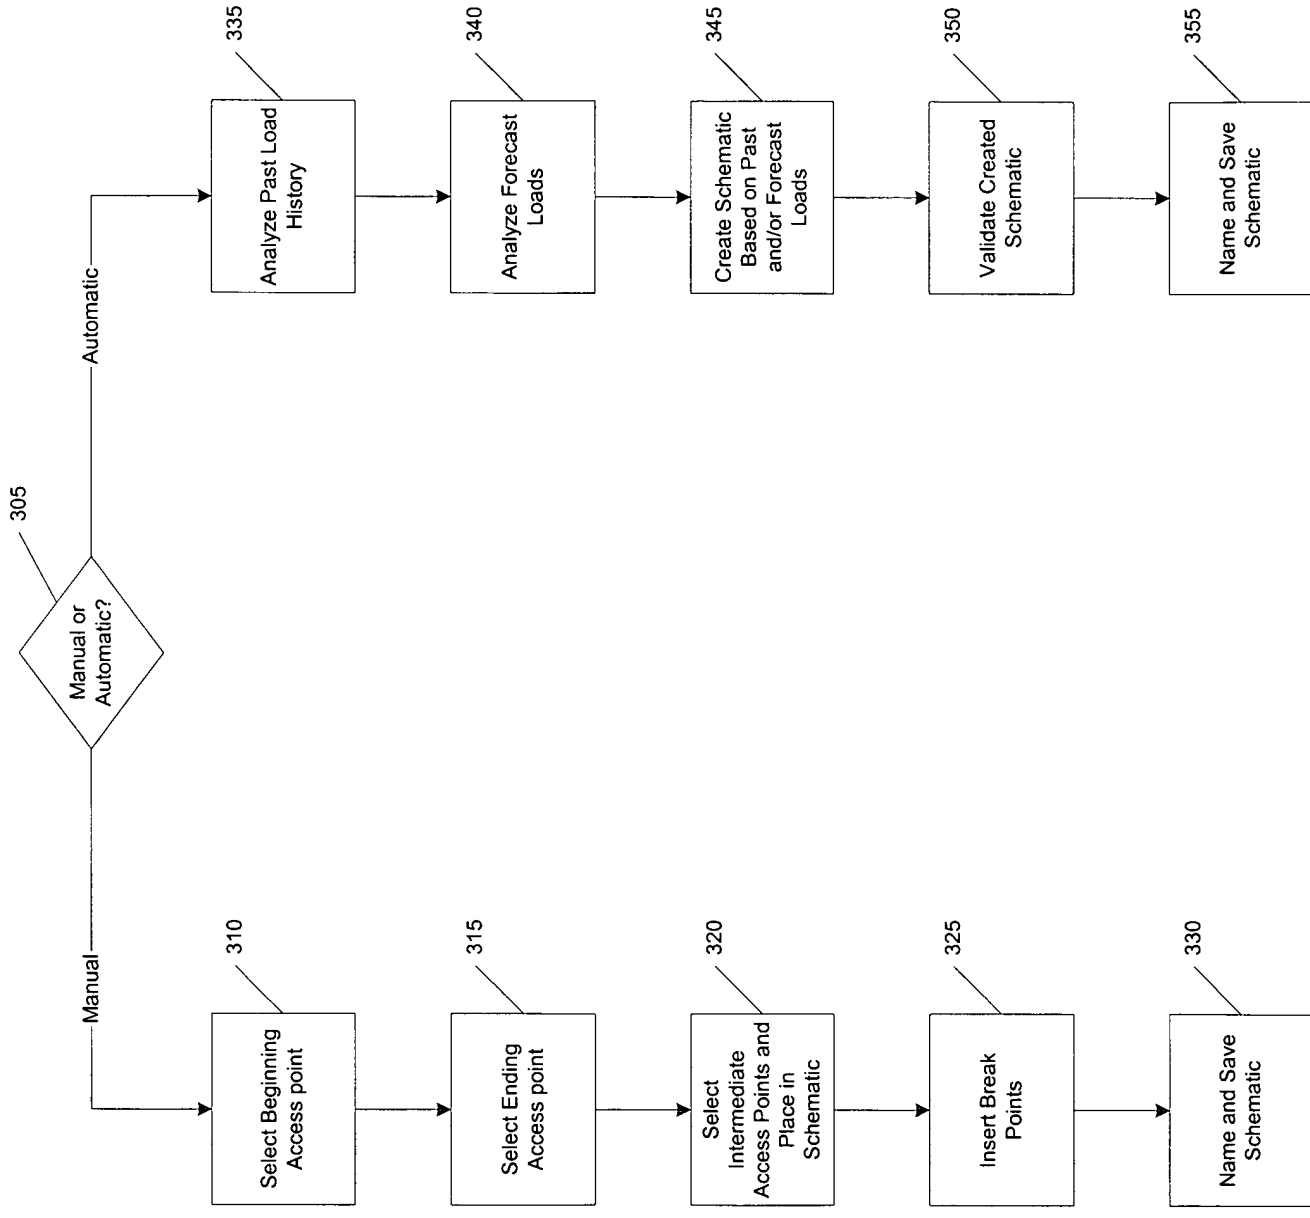 305
Manual or
Automatic?
Manual
Automatic
310
Select Beginning
Access point
315
Select Ending
Access point
320
Select
Intermediate
Access Points and
Place in
Schematic
325
Insert Break
Points
330
Name and Save
Schematic
335
Analyze Past Load
History
340
Analyze Forecast
Loads
345
Create Schematic
Based on Past
and/or Forecast
Loads
350
Validate Created
Schematic
355
Name and Save
Schematic